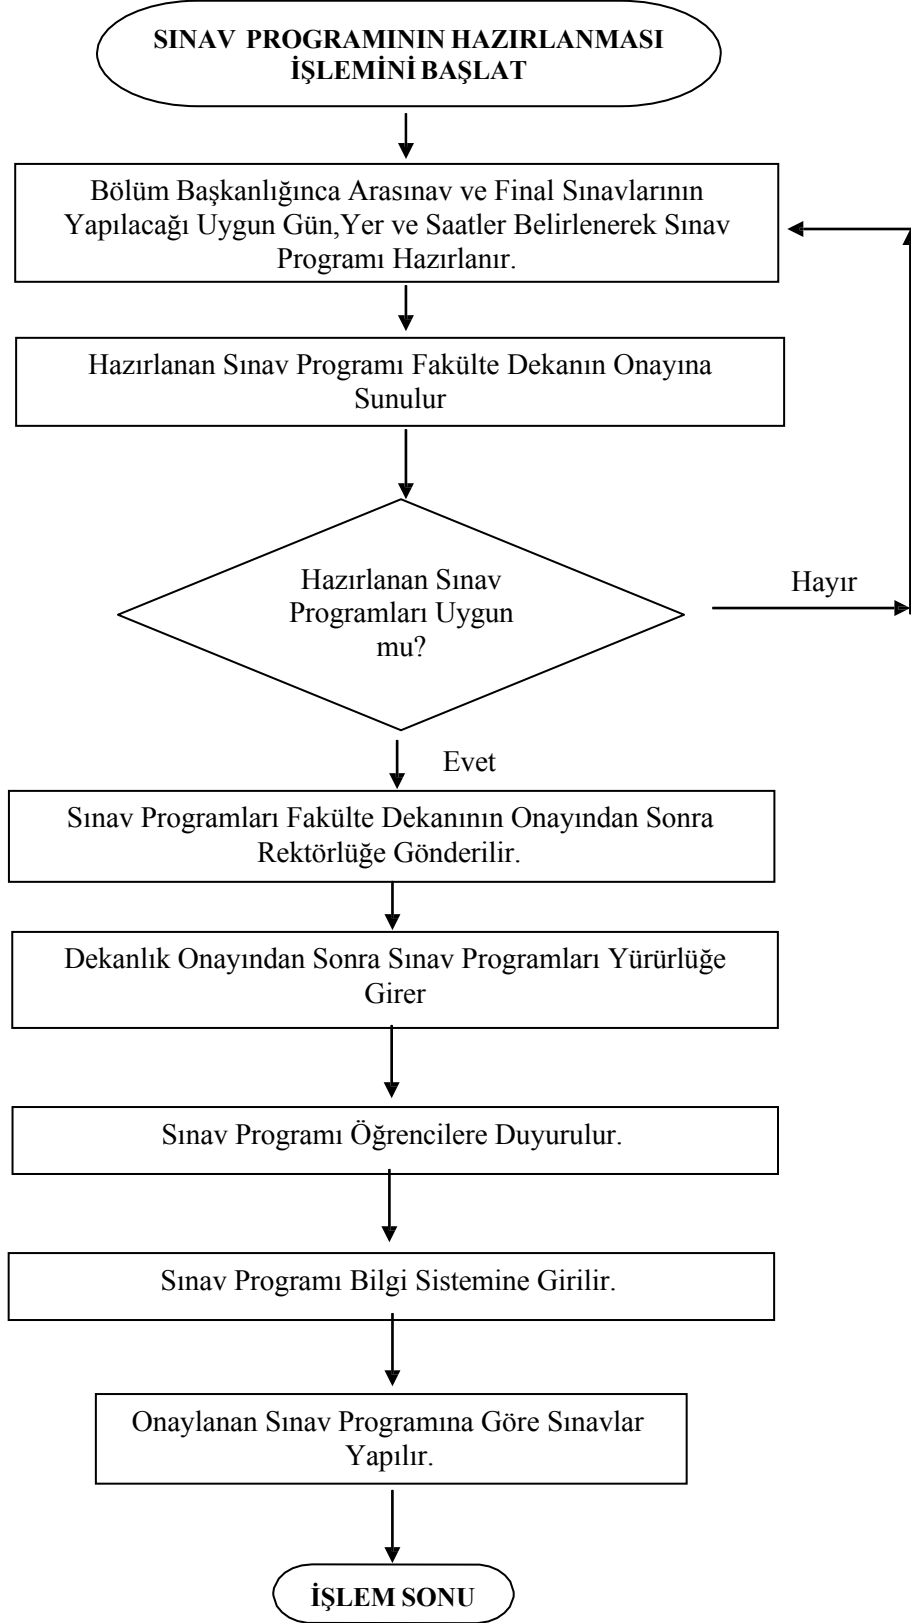 SINAV PROGRAMININ HAZIRLANMASI
İŞLEMİNİ BAŞLAT
Bölüm Başkanlığınca Arasınav ve Final Sınavlarının
Yapılacağı Uygun Gün,Yer ve Saatler Belirlenerek Sınav
Programı Hazırlanır.
Hazırlanan Sınav Programı Fakülte Dekanın Onayına
Sunulur
Hazırlanan Sınav
Programları Uygun
mu?
Hayır
Evet
Sınav Programları Fakülte Dekanının Onayından Sonra
Rektörlüğe Gönderilir.
Dekanlık Onayından Sonra Sınav Programları Yürürlüğe
Girer
Sınav Programı Öğrencilere Duyurulur.
Sınav Programı Bilgi Sistemine Girilir.
Onaylanan Sınav Programına Göre Sınavlar
Yapılır.
İŞLEM SONU